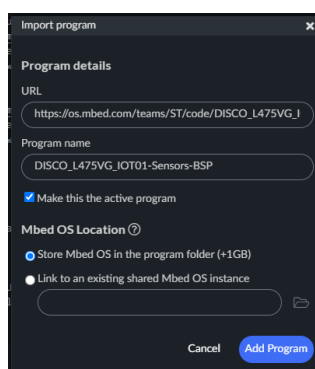 Import program
Program details
URL
https://os.mbed.com/teams/ST/code/DISCO_L475VG_I
Program name
DISCO_L475VG_IOT01-Sensors-BSP
Make this the active program
Mbed OS Location
Store Mbed OS in the program folder (+1GB)
Link to an existing shared Mbed OS instance
Cancel Add Program